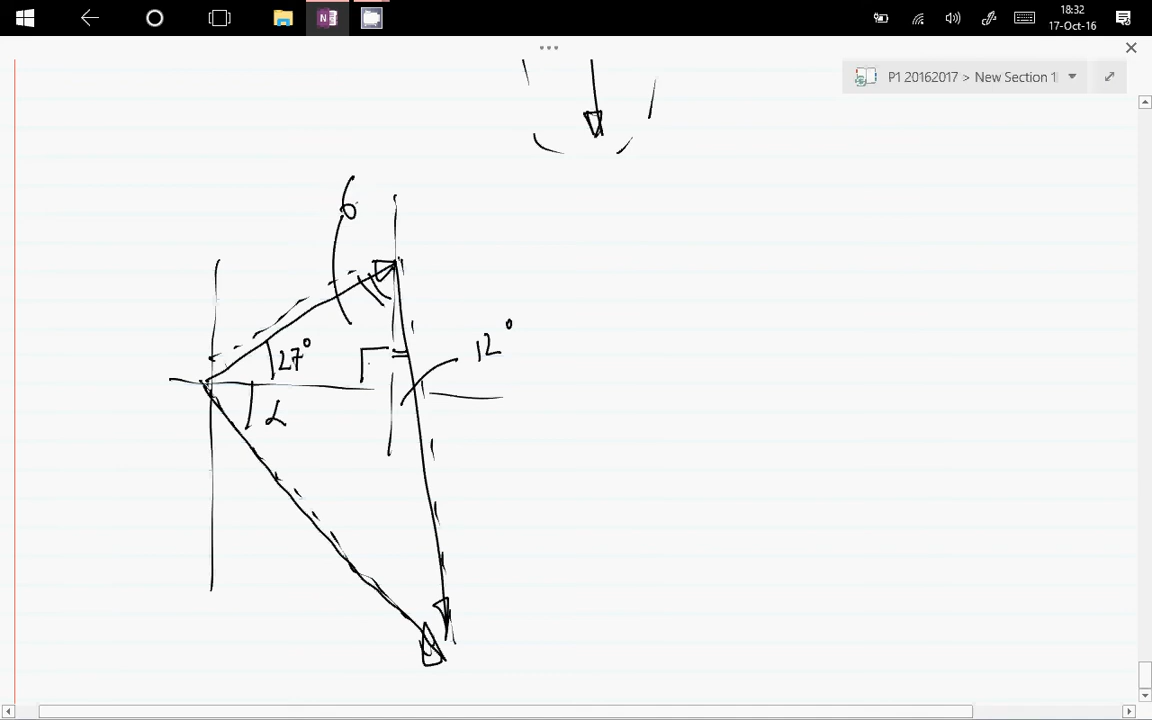 18:32
17-Oct-16
P1 20162017 > New Section 1
6
12°
27°
α